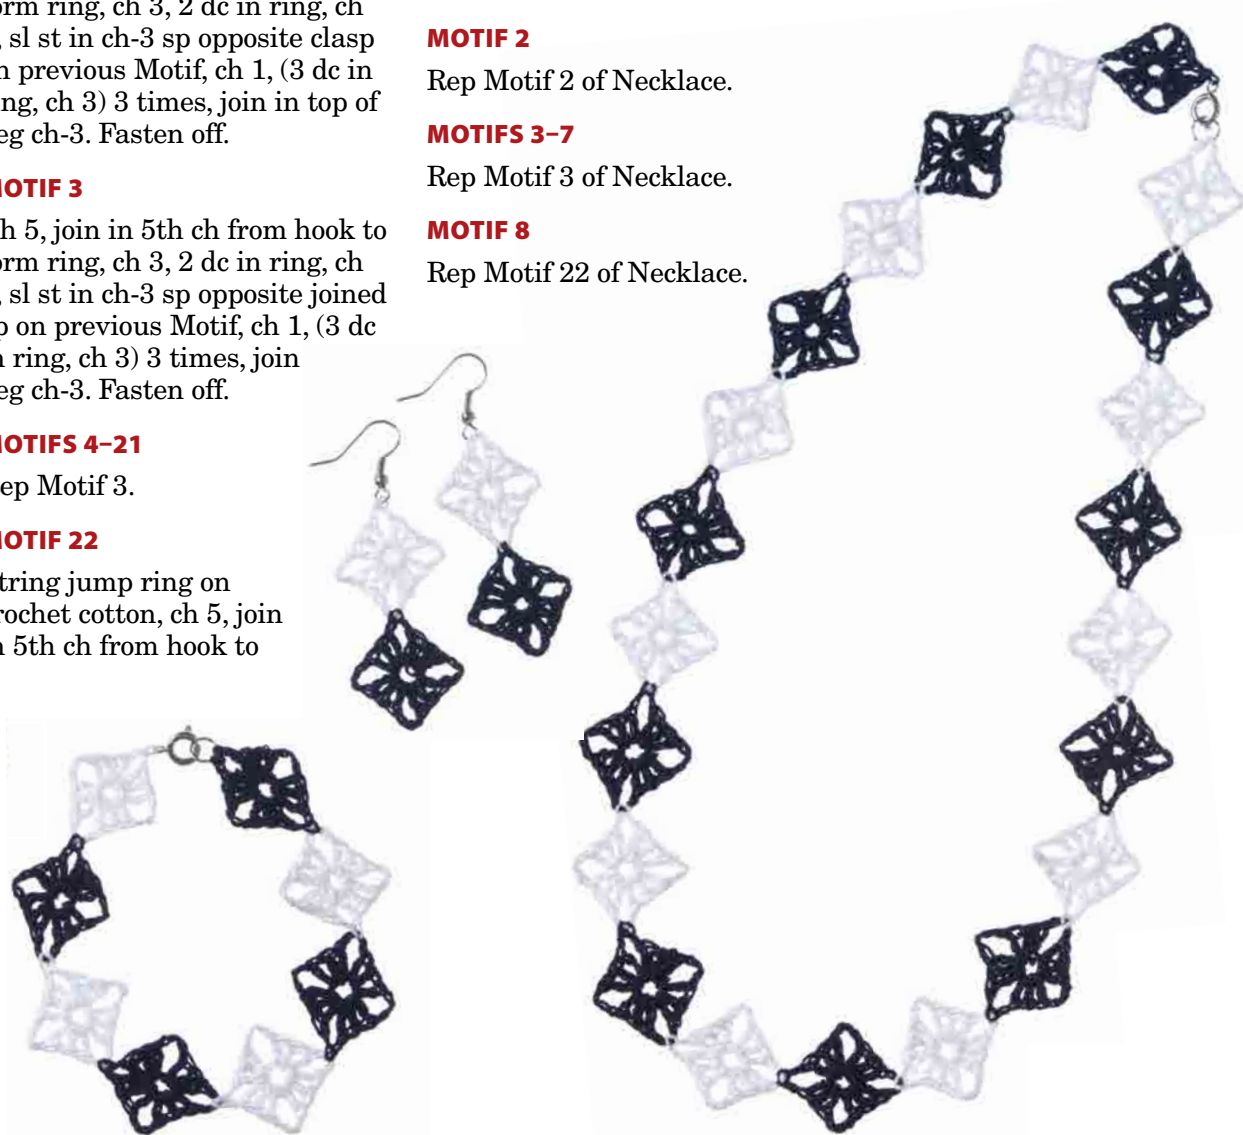 orm ring, ch 3, 2 dc in ring, ch
, sl st in ch-3 sp opposite clasp
n previous Motif, ch 1, (3 dc in
ng, ch 3) 3 times, join in top of
eg ch-3. Fasten off.
OTIF 3
h 5, join in 5th ch from hook to
orm ring, ch 3, 2 dc in ring, ch
, sl st in ch-3 sp opposite joined
p on previous Motif, ch 1, (3 dc
n ring, ch 3) 3 times, join
eg ch-3. Fasten off.
OTIFS 4–21
ep Motif 3.
OTIF 22
tring jump ring on
rochet cotton, ch 5, join
n 5th ch from hook to
MOTIF 2
Rep Motif 2 of Necklace.
MOTIFS 3–7
Rep Motif 3 of Necklace.
MOTIF 8
Rep Motif 22 of Necklace.